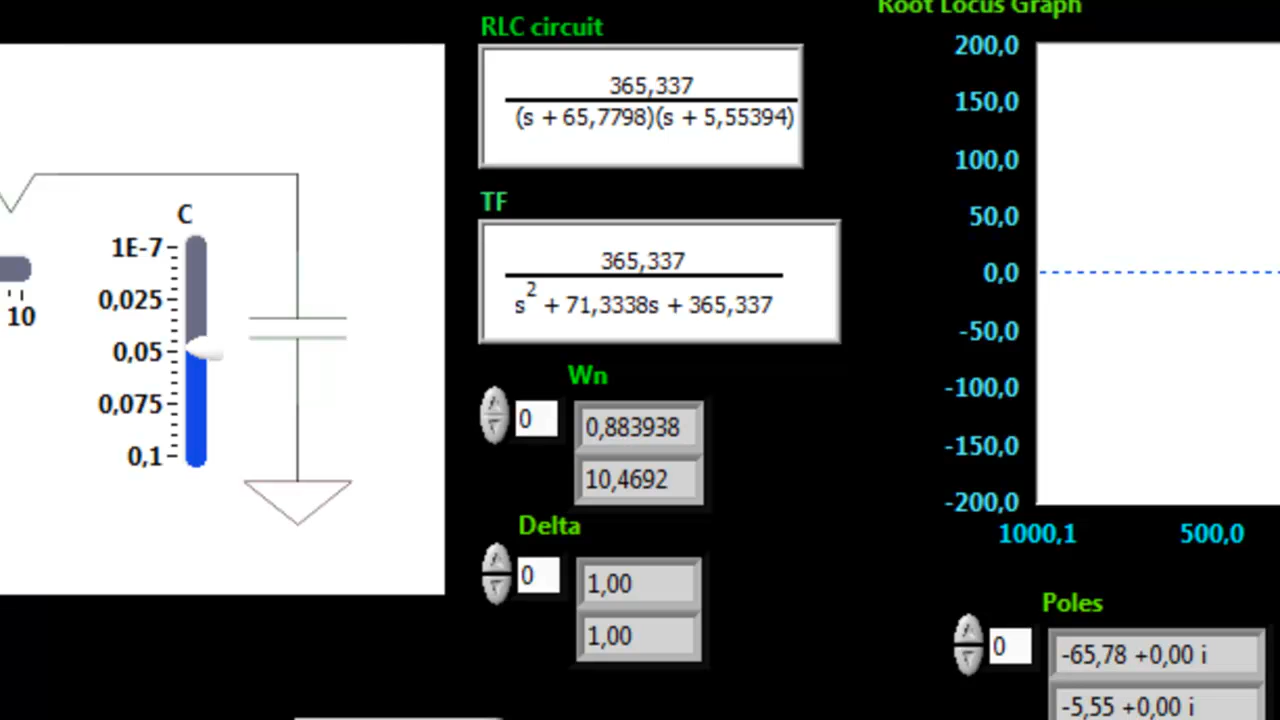 Root Locus Graph
RLC circuit
365,337
(s + 65,7798)(s + 5,55394)
TF
365,337
s² + 71,3338s + 365,337
C
1E-7
0,025
0,05
0,075
0,1
10
Wn
0
0,883938
10,4692
Delta
0
1,00
1,00
200,0
150,0
100,0
50,0
0,0
-50,0
-100,0
-150,0
-200,0
1000,1 500,0
Poles
0
-65,78 +0,00 i
-5,55 +0,00 i